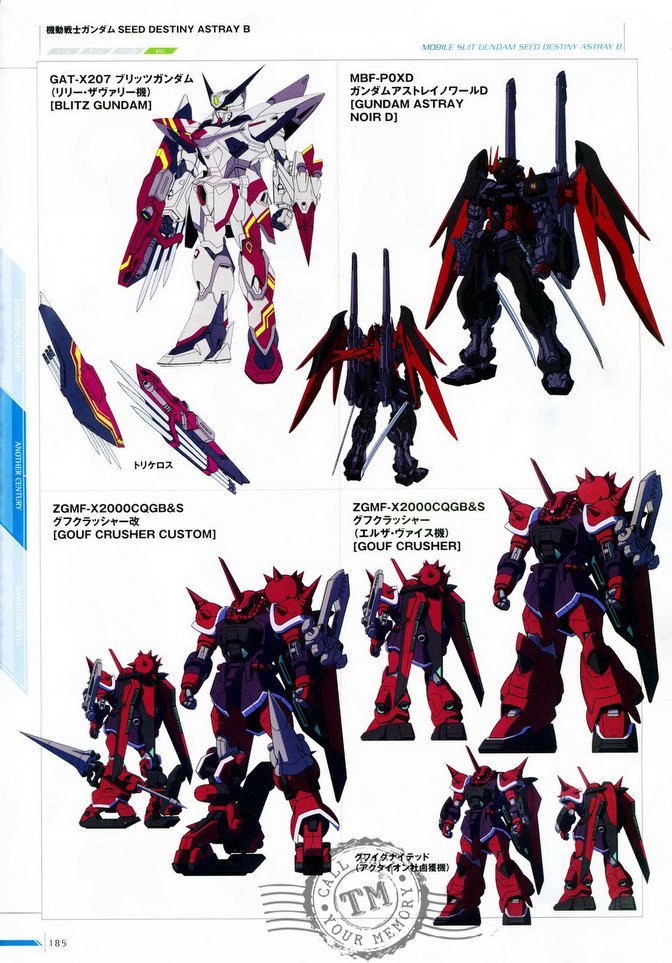 機動戦士ガンダム SEED DESTINY ASTRAY B
etc.
MOBILE SUIT GUNDAM SEED DESTINY ASTRAY B
GAT-X207 ブリッツガンダム
（リリー・ザヴァリー機）
[BLITZ GUNDAM]
MBF-P0XD
ガンダムアストレイノワールD
[GUNDAM ASTRAY
NOIR D]
トリケロス
ZGMF-X2000CQGB&S
グフクラッシャー改
[GOUF CRUSHER CUSTOM]
ZGMF-X2000CQGB&S
グフクラッシャー
（エルザ・ヴァイス機）
[GOUF CRUSHER]
グフイグナイテッド
（アクタイオン社鹵獲機）
UNIVERSAL CENTURY
ANOTHER CENTURY
CALL
TM
YOUR MEMORY
185